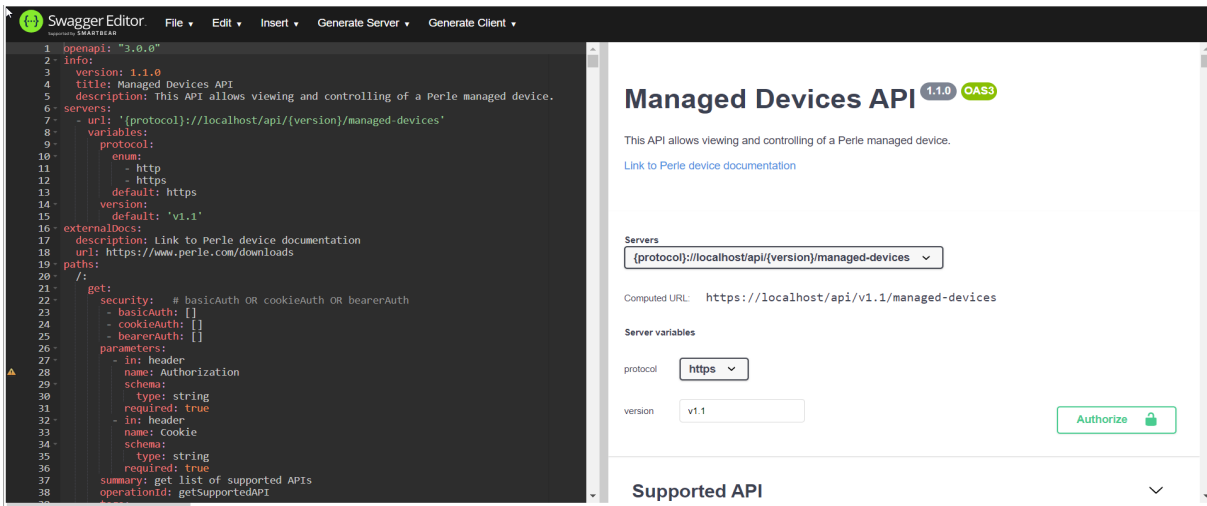 Swagger Editor. File Edit Insert Generate Server Generate Client
Supported by SMARTBEAR
1 openapi: "3.0.0"
2 info:
3 version: 1.1.0
4 title: Managed Devices API
5 description: This API allows viewing and controlling of a Perle managed device.
6 servers:
7 - url: '{protocol}://localhost/api/{version}/managed-devices'
8 variables:
9 protocol:
10 enum:
11 - http
12 - https
13 default: https
14 version:
15 default: 'v1.1'
16 externalDocs:
17 description: Link to Perle device documentation
18 url: https://www.perle.com/downloads
19 paths:
20 /:
21 get:
22 security: # basicAuth OR cookieAuth OR bearerAuth
23 - basicAuth: []
24 - cookieAuth: []
25 - bearerAuth: []
26 parameters:
27 - in: header
28 name: Authorization
29 schema:
30 type: string
31 required: true
32 - in: header
33 name: Cookie
34 schema:
35 type: string
36 required: true
37 summary: get list of supported APIs
38 operationId: getSupportedAPI
Managed Devices API 1.1.0 OAS3
This API allows viewing and controlling of a Perle managed device.
Link to Perle device documentation
Servers
{protocol}://localhost/api/{version}/managed-devices
Computed URL: https://localhost/api/v1.1/managed-devices
Server variables
protocol https
version v1.1
Authorize
Supported API